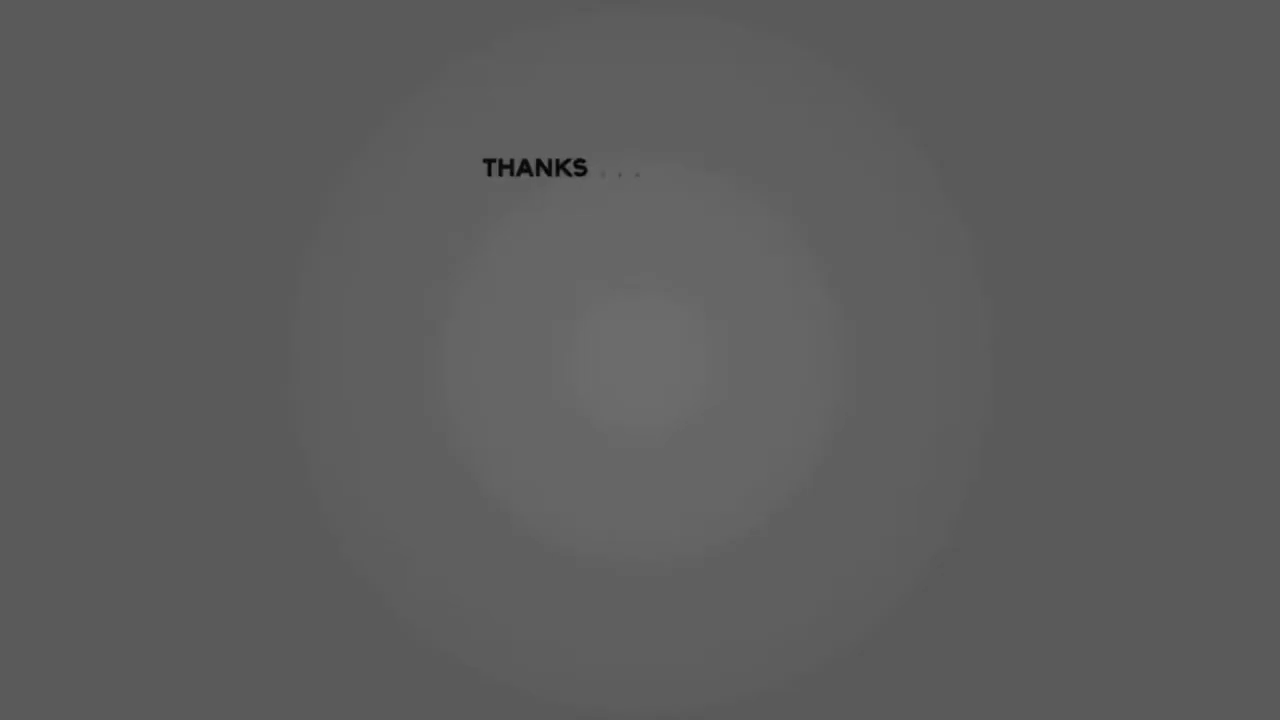 THANKS . . .